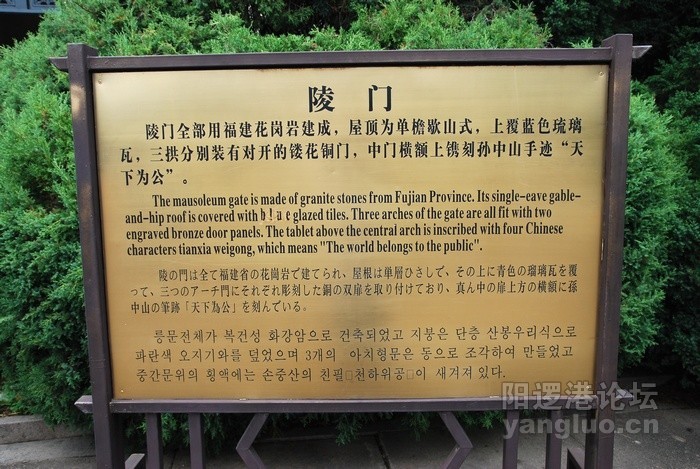 陵 门
陵门全部用福建花岗岩建成，屋顶为单檐歇山式，上覆蓝色琉璃
瓦，三拱分别装有对开的镂花铜门，中门横额上镌刻孙中山手迹“天
下为公”。
The mausoleum gate is made of granite stones from Fujian Province. Its single-eave gable-
and-hip roof is covered with blue glazed tiles. Three arches of the gate are all fit with two
engraved bronze door panels. The tablet above the central arch is inscribed with four Chinese
characters tianxia weigong, which means "The world belongs to the public".
陵の門は全て福建省の花崗岩で建てられ、屋根は単層ひさしで、その上に青色の瑠璃瓦を覆
って、三つのアーチ門にそれぞれ彫刻した銅の双扉を取り付けており、真ん中の扉上方の横額に孫
中山の筆跡「天下為公」を刻んでいる。
릉문전체가 복건성 화강암으로 건축되었고 지붕은 단층 산봉우리식으로
파란색 오지기와를 덮었으며 3개의 아치형문은 동으로 조각하여 만들었고
중간문위의 횡액에는 손중산의 친필□천하위공□이 새겨져 있다.
阳逻港论坛
yangluo.cn